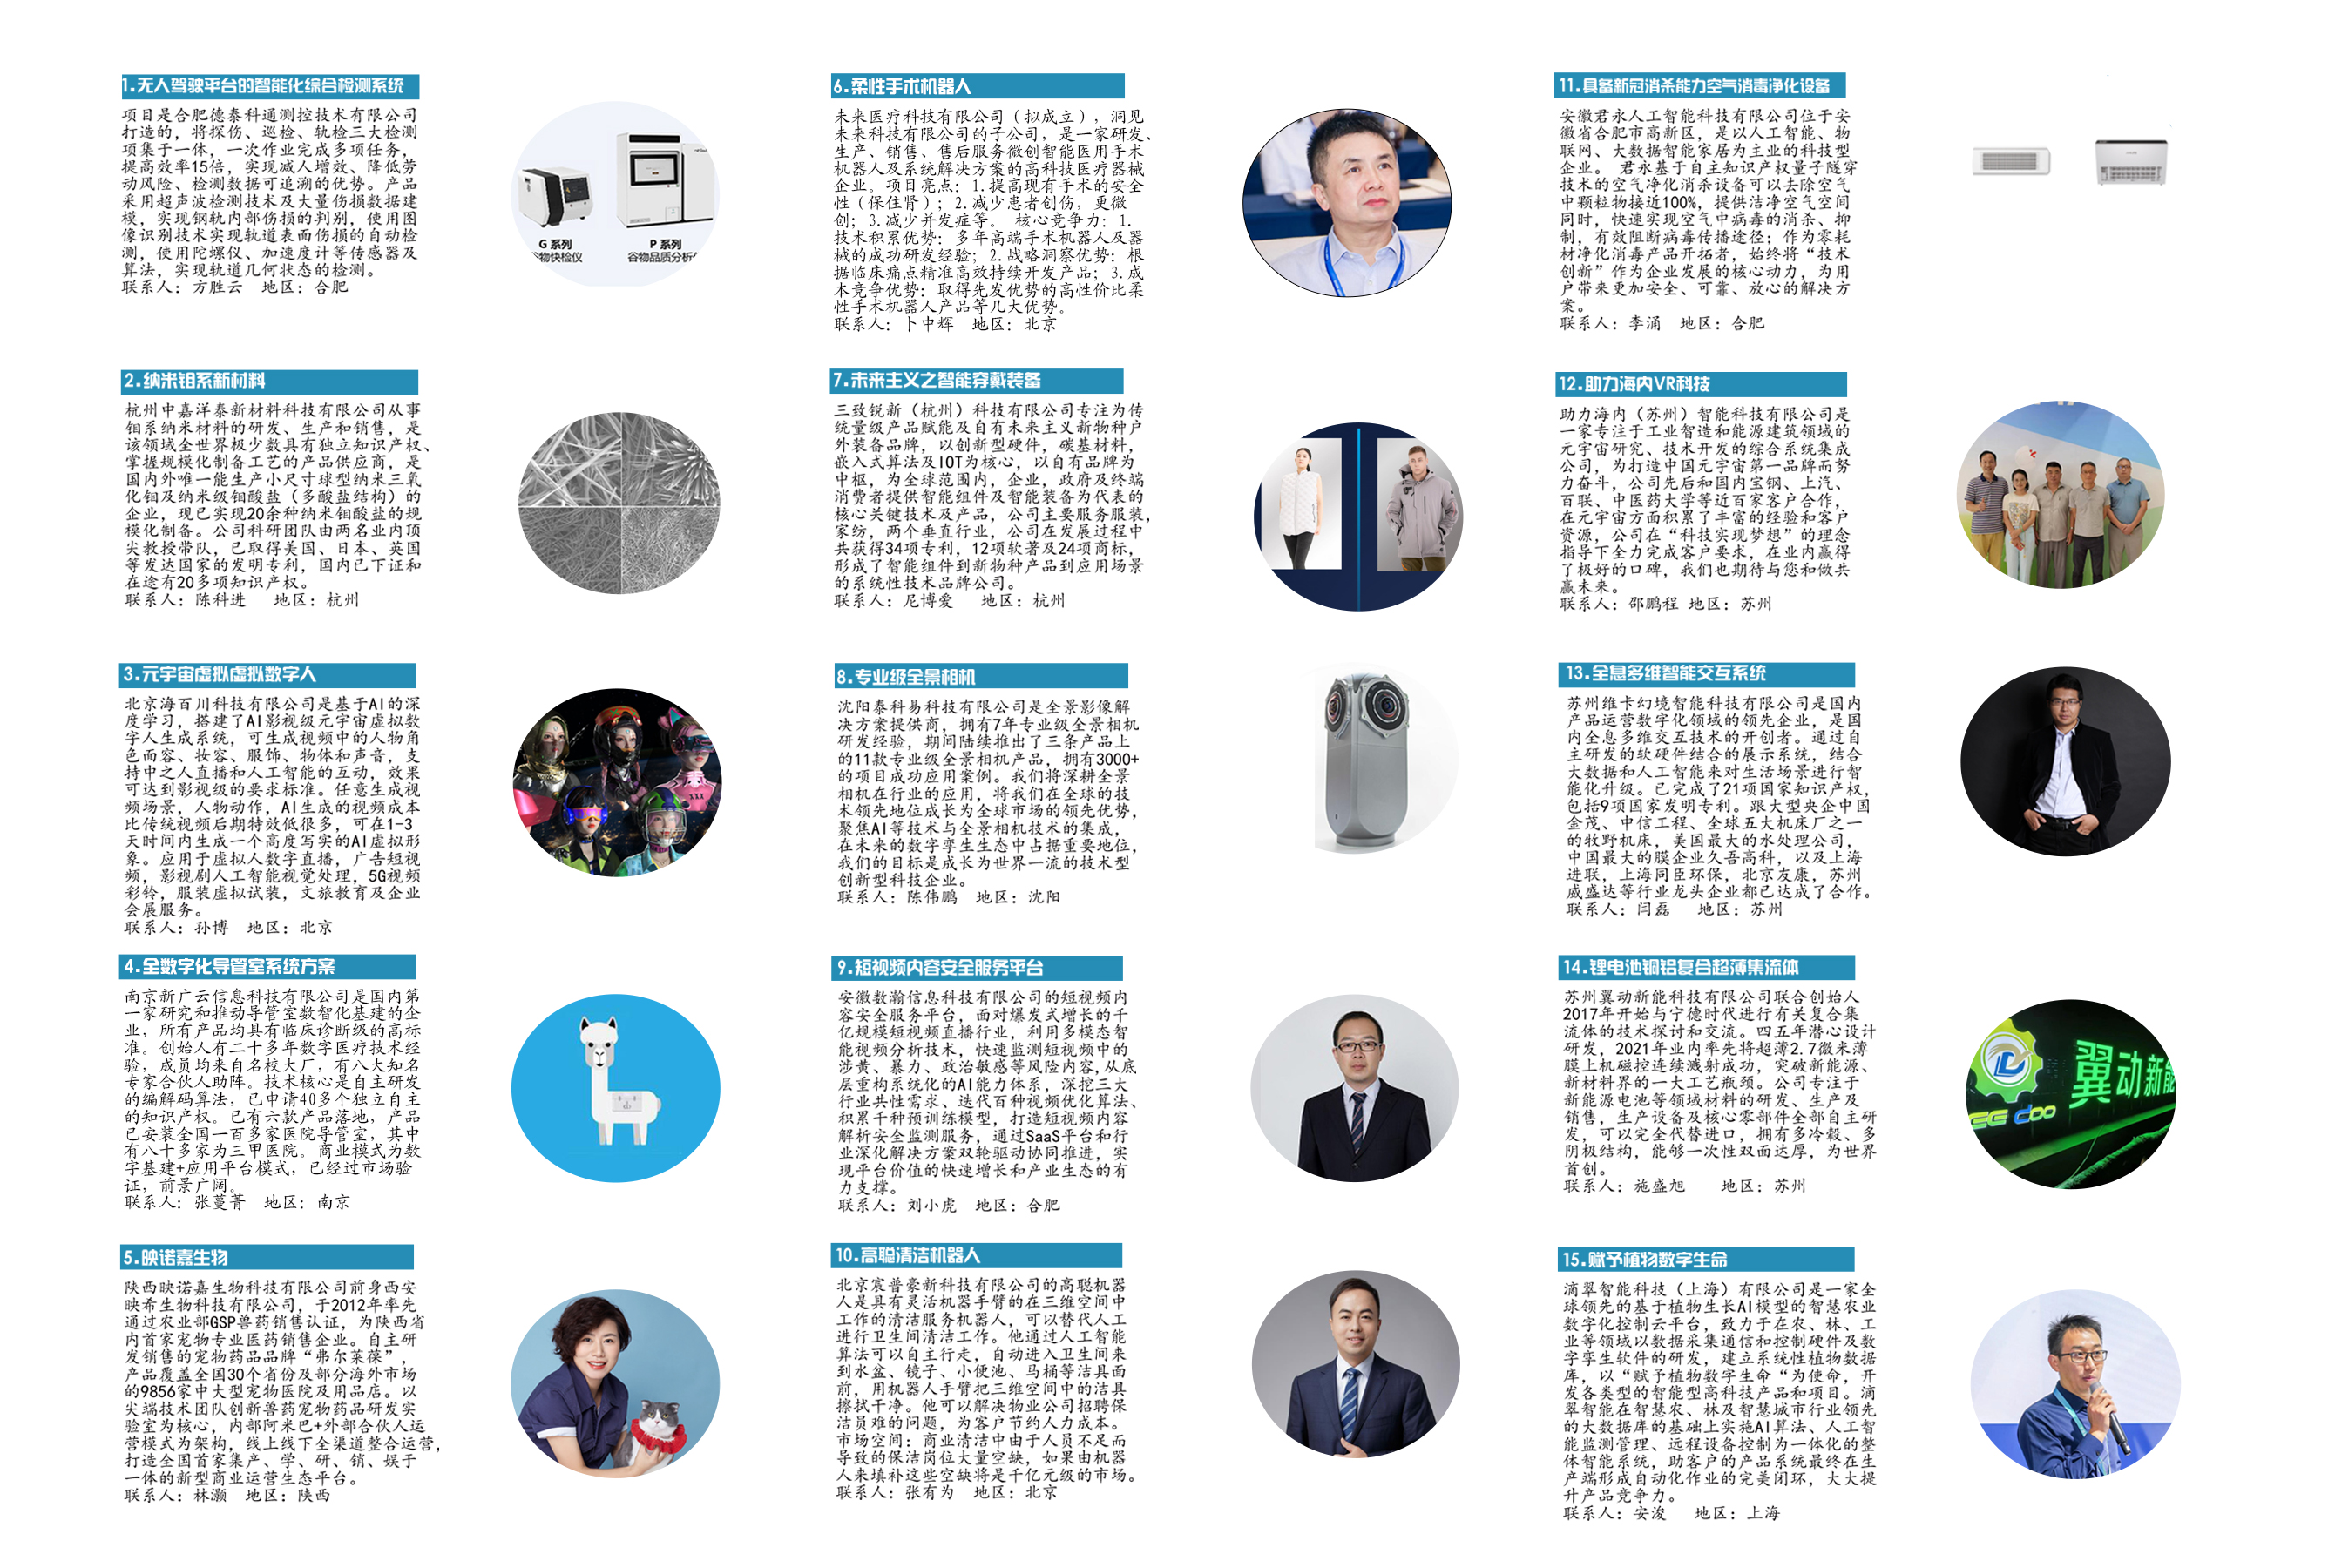 1.无人驾驶平台的智能化综合检测系统
项目是合肥德泰科通测控技术有限公司
打造的，将探伤、巡检、轨检三大检测
项集于一体，一次作业完成多项任务，
提高效率15倍，实现减人增效、降低劳
动风险、检测数据可追溯的优势。产品
采用超声波检测技术及大量伤损数据建
模，实现钢轨内部伤损的判别，使用图
像识别技术实现轨道表面伤损的自动检
测，使用陀螺仪、加速度计等传感器及
算法，实现轨道几何状态的检测。
联系人：方胜云 地区：合肥
G 系列
谷物快检仪
P 系列
谷物品质分析
2.纳米钼系新材料
杭州中嘉洋泰新材料科技有限公司从事
钼系纳米材料的研发、生产和销售，是
该领域全世界极少数具有独立知识产权、
掌握规模化制备工艺的产品供应商，是
国内外唯一能生产小尺寸球型纳米三氧
化钼及纳米级钼酸盐（多酸盐结构）的
企业，现已实现20余种纳米钼酸盐的规
模化制备。公司科研团队由两名业内顶
尖教授带队，已取得美国、日本、英国
等发达国家的发明专利，国内已下证和
在途有20多项知识产权。
联系人：陈科进 地区：杭州
3.元宇宙虚拟虚拟数字人
北京海百川科技有限公司是基于AI的深
度学习，搭建了AI影视级元宇宙虚拟数
字人生成系统，可生成视频中的人物角
色面容、妆容、服饰、物体和声音，支
持中之人直播和人工智能的互动，效果
可达到影视级的要求标准。任意生成视
频场景，人物动作，AI生成的视频成本
比传统视频后期特效低很多，可在1-3
天时间内生成一个高度写实的AI虚拟形
象。应用于虚拟人数字直播，广告短视
频，影视剧人工智能视觉处理，5G视频
彩铃，服装虚拟试装，文旅教育及企业
会展服务。
联系人：孙博 地区：北京
4.全数字化导管室系统方案
南京新广云信息科技有限公司是国内第
一家研究和推动导管室数智化基建的企
业，所有产品均具有临床诊断级的高标
准。创始人有二十多年数字医疗技术经
验，成员均来自名校大厂，有八大知名
专家合伙人助阵。技术核心是自主研发
的编解码算法，已申请40多个独立自主
的知识产权。已有六款产品落地，产品
已安装全国一百多家医院导管室，其中
有八十多家为三甲医院。商业模式为数
字基建+应用平台模式，已经过市场验
证，前景广阔。
联系人：张蔓菁 地区：南京
5.映诺嘉生物
陕西映诺嘉生物科技有限公司前身西安
映希生物科技有限公司，于2012年率先
通过农业部GSP兽药销售认证，为陕西省
内首家宠物专业医药销售企业。自主研
发销售的宠物药品品牌“弗尔莱葆”，
产品覆盖全国30个省份及部分海外市场
的9856家中大型宠物医院及用品店。以
尖端技术团队创新兽药宠物药品研发实
验室为核心，内部阿米巴+外部合伙人运
营模式为架构，线上线下全渠道整合运营，
打造全国首家集产、学、研、销、娱于
一体的新型商业运营生态平台。
联系人：林灏 地区：陕西
6.柔性手术机器人
未来医疗科技有限公司（拟成立），洞见
未来科技有限公司的子公司，是一家研发、
生产、销售、售后服务微创智能医用手术
机器人及系统解决方案的高科技医疗器械
企业。项目亮点：1.提高现有手术的安全
性（保住肾）；2.减少患者创伤，更微
创；3.减少并发症等。 核心竞争力：1.
技术积累优势：多年高端手术机器人及器
械的成功研发经验；2.战略洞察优势：根
据临床痛点精准高效持续开发产品；3.成
本竞争优势：取得先发优势的高性价比柔
性手术机器人产品等几大优势。
联系人：卜中辉 地区：北京
7.未来主义之智能穿戴装备
三致锐新（杭州）科技有限公司专注为传
统量级产品赋能及自有未来主义新物种户
外装备品牌，以创新型硬件，碳基材料，
嵌入式算法及IOT为核心，以自有品牌为
中枢，为全球范围内，企业，政府及终端
消费者提供智能组件及智能装备为代表的
核心关键技术及产品，公司主要服务服装，
家纺，两个垂直行业，公司在发展过程中
共获得34项专利，12项软著及24项商标，
形成了智能组件到新物种产品到应用场景
的系统性技术品牌公司。
联系人：尼博爱 地区：杭州
8.专业级全景相机
沈阳泰科易科技有限公司是全景影像解
决方案提供商，拥有7年专业级全景相机
研发经验，期间陆续推出了三条产品上
的11款专业级全景相机产品，拥有3000+
的项目成功应用案例。我们将深耕全景
相机在行业的应用，将我们在全球的技
术领先地位成长为全球市场的领先优势，
聚焦AI等技术与全景相机技术的集成，
在未来的数字孪生生态中占据重要地位，
我们的目标是成长为世界一流的技术型
创新型科技企业。
联系人：陈伟鹏 地区：沈阳
9.短视频内容安全服务平台
安徽数瀚信息科技有限公司的短视频内
容安全服务平台，面对爆发式增长的千
亿规模短视频直播行业，利用多模态智
能视频分析技术，快速监测短视频中的
涉黄、暴力、政治敏感等风险内容,从底
层重构系统化的AI能力体系，深挖三大
行业共性需求、迭代百种视频优化算法、
积累千种预训练模型，打造短视频内容
解析安全监测服务，通过SaaS平台和行
业深化解决方案双轮驱动协同推进，实
现平台价值的快速增长和产业生态的有
力支撑。
联系人：刘小虎 地区：合肥
10.高聪清洁机器人
北京宸普豪新科技有限公司的高聪机器
人是具有灵活机器手臂的在三维空间中
工作的清洁服务机器人，可以替代人工
进行卫生间清洁工作。他通过人工智能
算法可以自主行走，自动进入卫生间来
到水盆、镜子、小便池、马桶等洁具面
前，用机器人手臂把三维空间中的洁具
擦拭干净。他可以解决物业公司招聘保
洁员难的问题，为客户节约人力成本。
市场空间：商业清洁中由于人员不足而
导致的保洁岗位大量空缺，如果由机器
人来填补这些空缺将是千亿元级的市场。
联系人：张有为 地区：北京
11.具备新冠消杀能力空气消毒净化设备
安徽君永人工智能科技有限公司位于安
徽省合肥市高新区，是以人工智能、物
联网、大数据智能家居为主业的科技型
企业。 君永基于自主知识产权量子隧穿
技术的空气净化消杀设备可以去除空气
中颗粒物接近100%，提供洁净空气空间
同时，快速实现空气中病毒的消杀、抑
制，有效阻断病毒传播途径；作为零耗
材净化消毒产品开拓者，始终将“技术
创新”作为企业发展的核心动力，为用
户带来更加安全、可靠、放心的解决方
案。
联系人：李涌 地区：合肥
12.助力海内VR科技
助力海内（苏州）智能科技有限公司是
一家专注于工业智造和能源建筑领域的
元宇宙研究、技术开发的综合系统集成
公司，为打造中国元宇宙第一品牌而努
力奋斗，公司先后和国内宝钢、上汽、
百联、中医药大学等近百家客户合作，
在元宇宙方面积累了丰富的经验和客户
资源，公司在“科技实现梦想”的理念
指导下全力完成客户要求，在业内赢得
了极好的口碑，我们也期待与您和做共
赢未来。
联系人：邵鹏程 地区：苏州
13.全息多维智能交互系统
苏州维卡幻境智能科技有限公司是国内
产品运营数字化领域的领先企业，是国
内全息多维交互技术的开创者。通过自
主研发的软硬件结合的展示系统，结合
大数据和人工智能来对生活场景进行智
能化升级。已完成了21项国家知识产权，
包括9项国家发明专利。跟大型央企中国
金茂、中信工程、全球五大机床厂之一
的牧野机床，美国最大的水处理公司，
中国最大的膜企业久吾高科，以及上海
进联，上海同臣环保，北京友康，苏州
威盛达等行业龙头企业都已达成了合作。
联系人：闫磊 地区：苏州
14.锂电池铜铝复合超薄集流体
苏州翼动新能科技有限公司联合创始人
2017年开始与宁德时代进行有关复合集
流体的技术探讨和交流。四五年潜心设计
研发，2021年业内率先将超薄2.7微米薄
膜上机磁控连续溅射成功，突破新能源、
新材料界的一大工艺瓶颈。公司专注于
新能源电池等领域材料的研发、生产及
销售，生产设备及核心零部件全部自主研
发，可以完全代替进口，拥有多冷毂、多
阴极结构，能够一次性双面达厚，为世界
首创。
联系人：施盛旭 地区：苏州
翼动新能
15.赋予植物数字生命
滴翠智能科技（上海）有限公司是一家全
球领先的基于植物生长AI模型的智慧农业
数字化控制云平台，致力于在农、林、工
业等领域以数据采集通信和控制硬件及数
字孪生软件的研发，建立系统性植物数据
库，以“赋予植物数字生命“为使命，开
发各类型的智能型高科技产品和项目。滴
翠智能在智慧农、林及智慧城市行业领先
的大数据库的基础上实施AI算法、人工智
能监测管理、远程设备控制为一体化的整
体智能系统，助客户的产品系统最终在生
产端形成自动化作业的完美闭环，大大提
升产品竞争力。
联系人：安浚 地区：上海